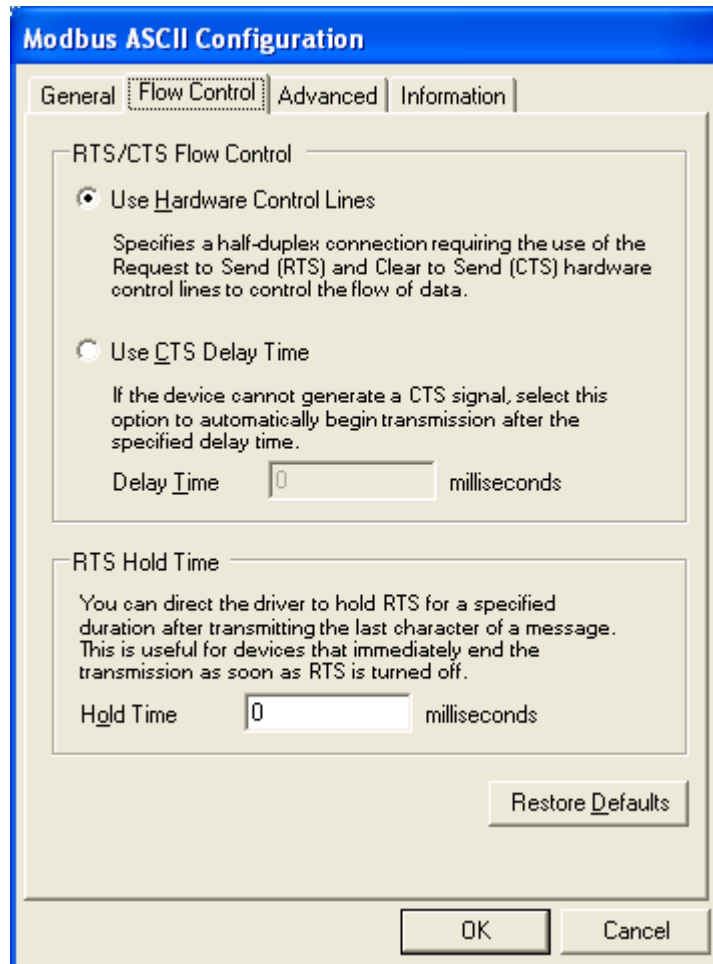 Modbus ASCII Configuration
General Flow Control Advanced Information
RTS/CTS Flow Control
Use Hardware Control Lines
Specifies a half-duplex connection requiring the use of the
Request to Send (RTS) and Clear to Send (CTS) hardware
control lines to control the flow of data.
Use CTS Delay Time
If the device cannot generate a CTS signal, select this
option to automatically begin transmission after the
specified delay time.
Delay Time 0 milliseconds
RTS Hold Time
You can direct the driver to hold RTS for a specified
duration after transmitting the last character of a message.
This is useful for devices that immediately end the
transmission as soon as RTS is turned off.
Hold Time 0 milliseconds
Restore Defaults
OK Cancel